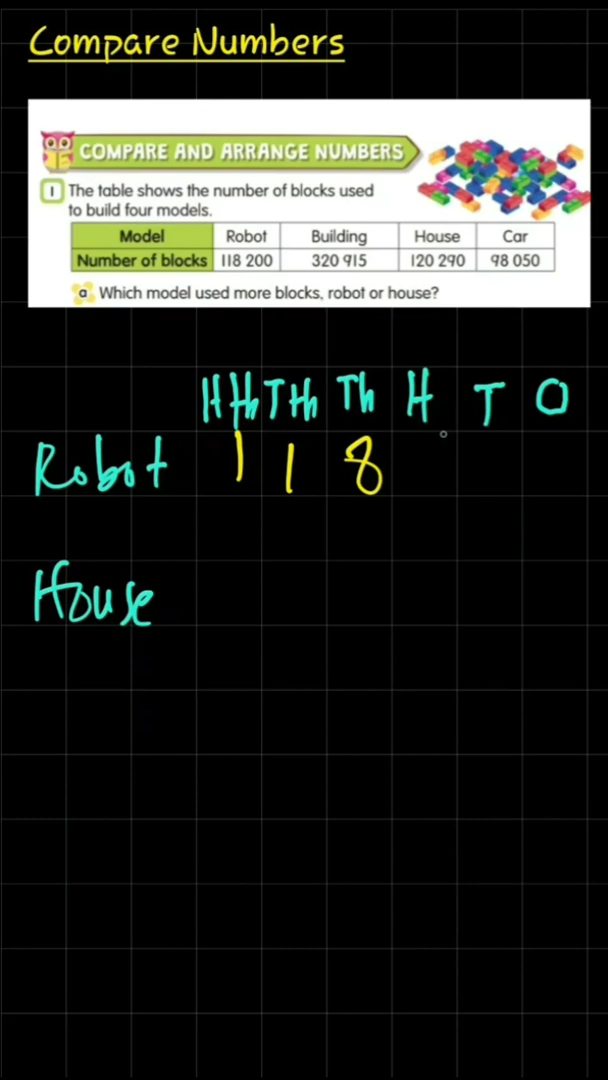 Compare Numbers
COMPARE AND ARRANGE NUMBERS
1 The table shows the number of blocks used
to build four models.
Model Robot Building House Car
Number of blocks 118 200 320 915 120 290 98 050
a Which model used more blocks, robot or house?
HTh TTh Th H T O
Robot 1 1 8
House